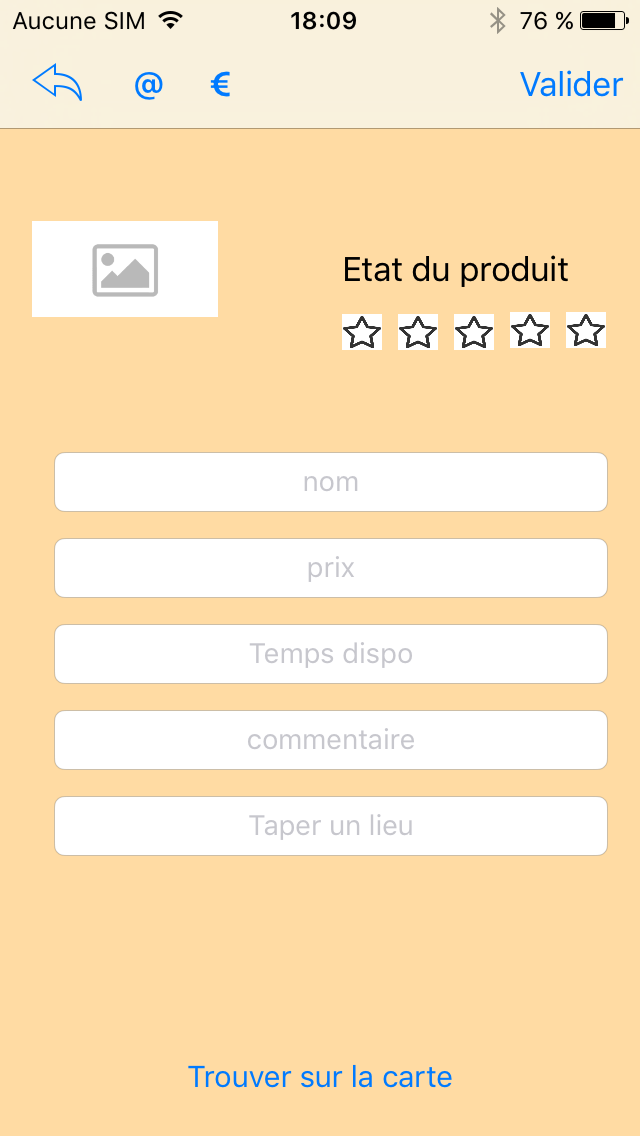 Aucune SIM 18:09 76 %
@ € Valider
Etat du produit
nom
prix
Temps dispo
commentaire
Taper un lieu
Trouver sur la carte